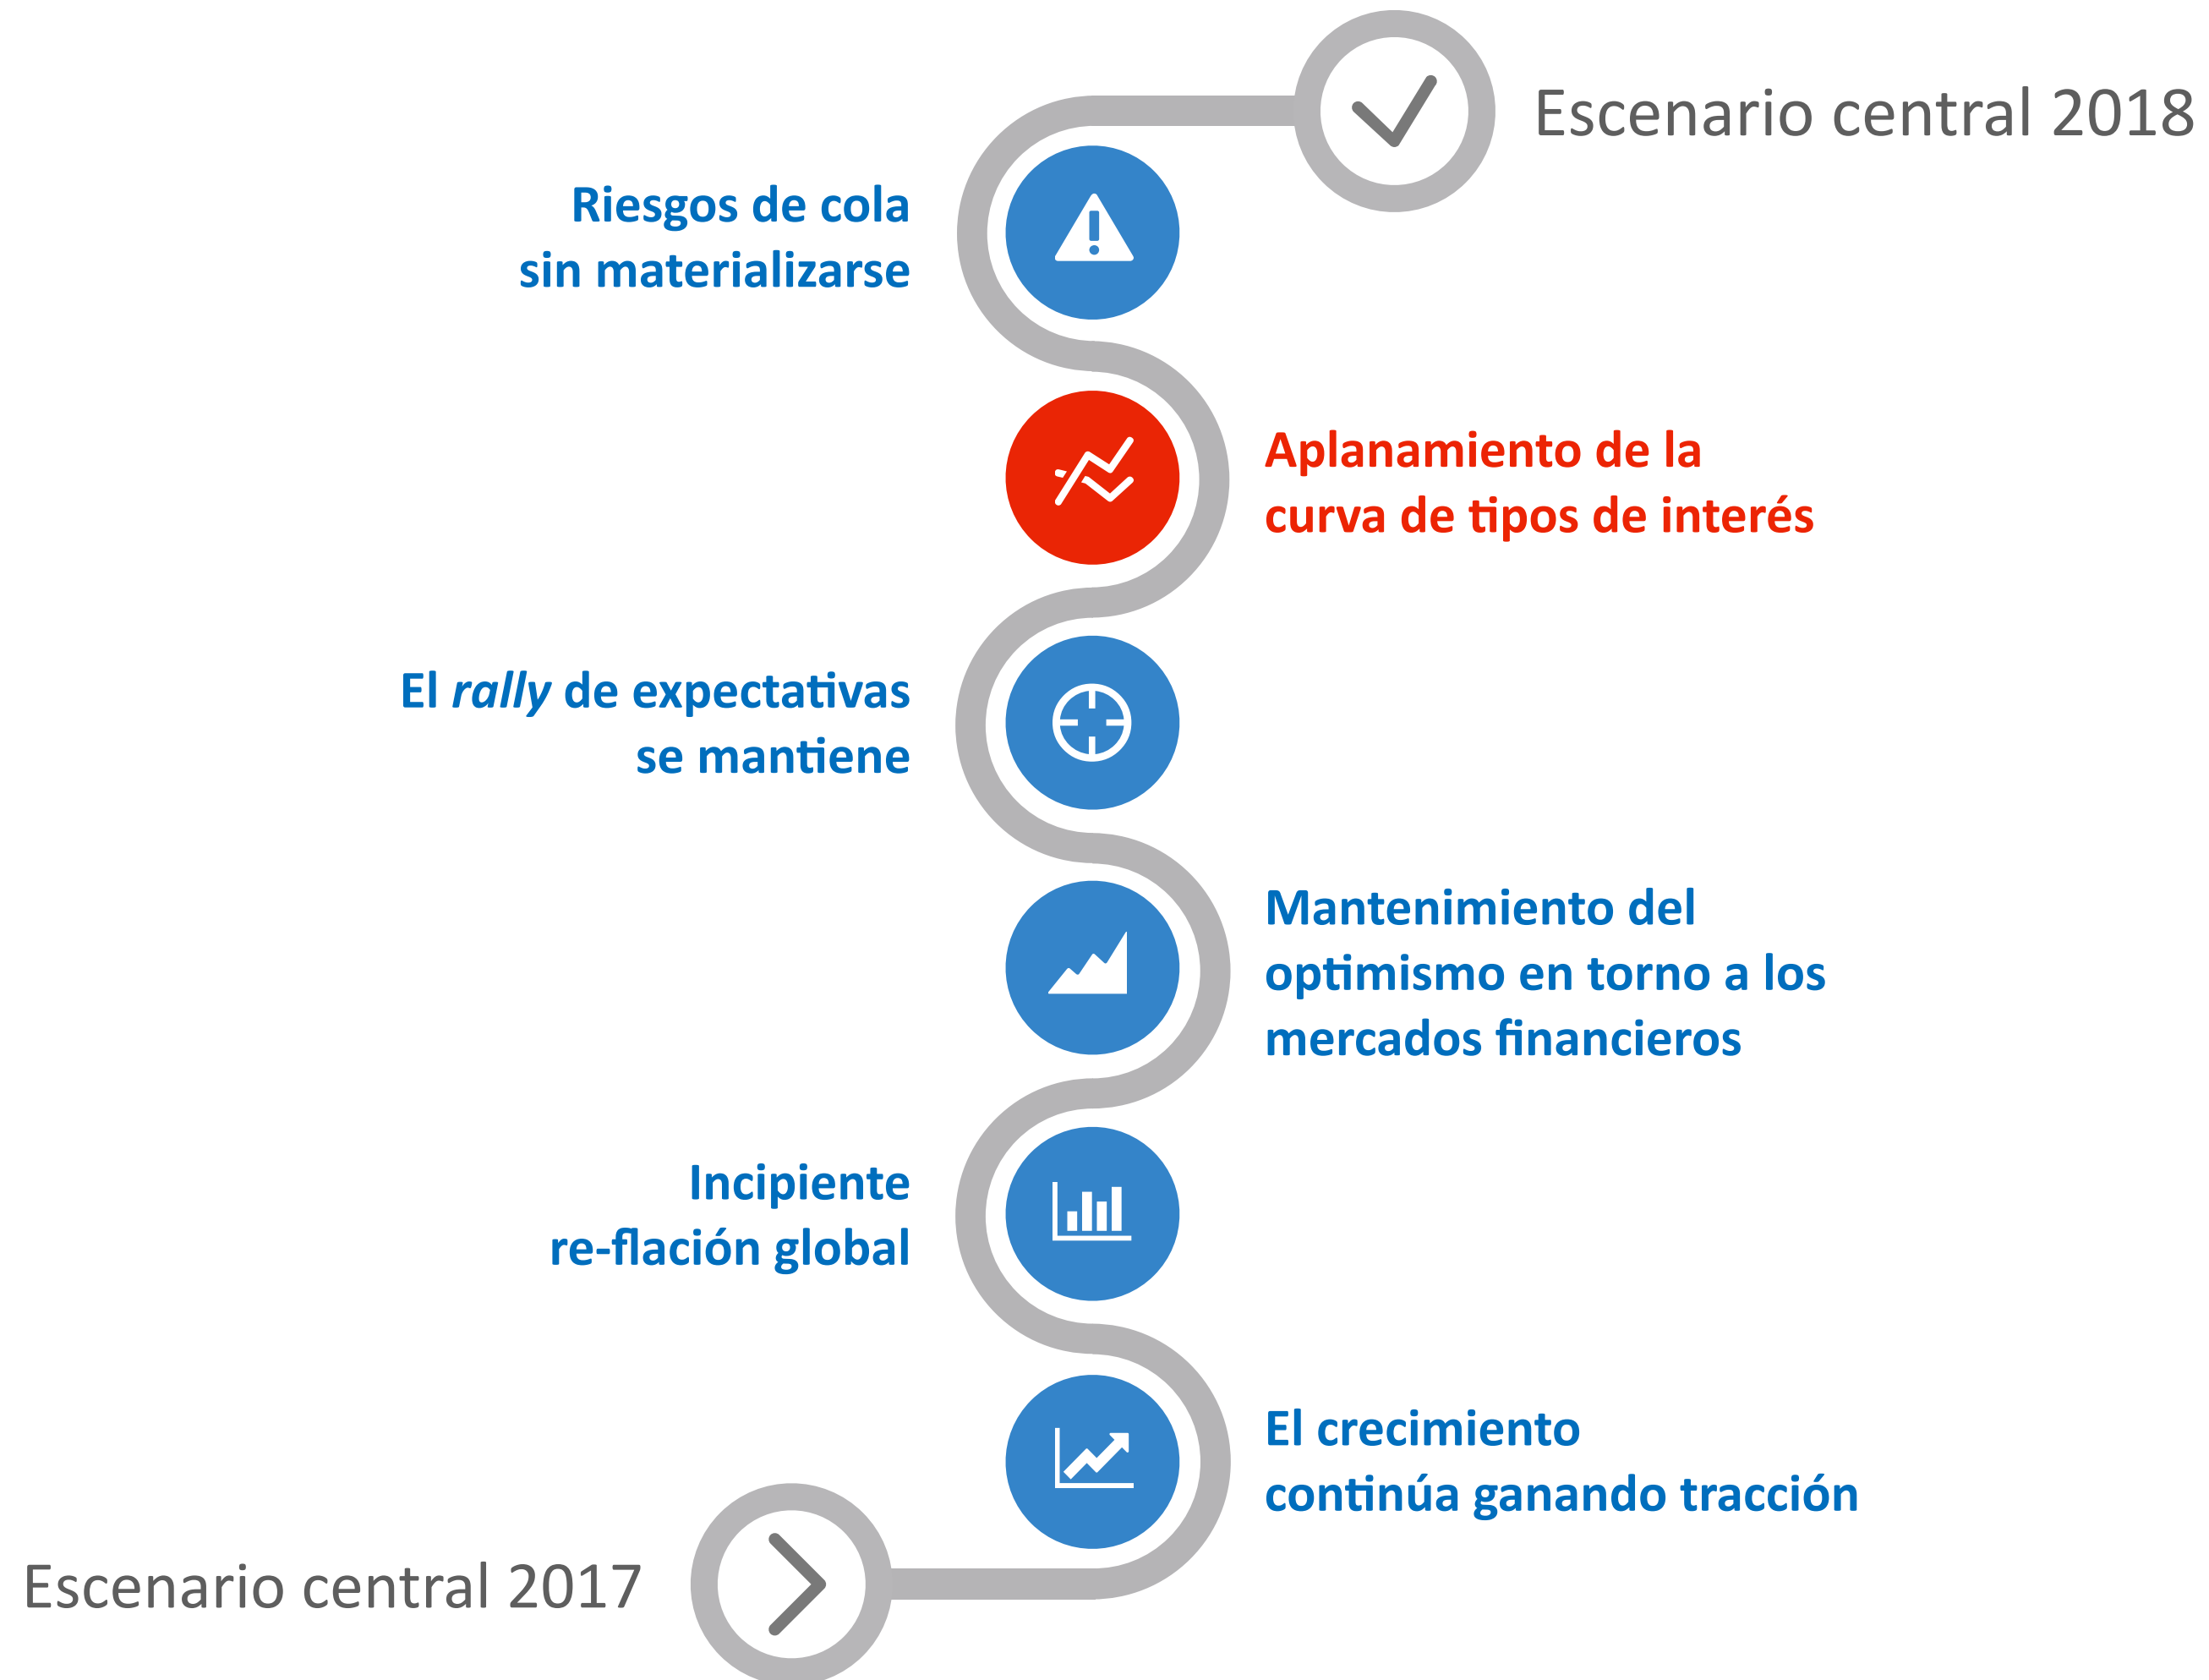 Escenario central 2018
Riesgos de cola
sin materializarse
Aplanamiento de la
curva de tipos de interés
El rally de expectativas
se mantiene
Mantenimiento del
optimismo en torno a los
mercados financieros
Incipiente
re-flación global
El crecimiento
continúa ganando tracción
Escenario central 2017